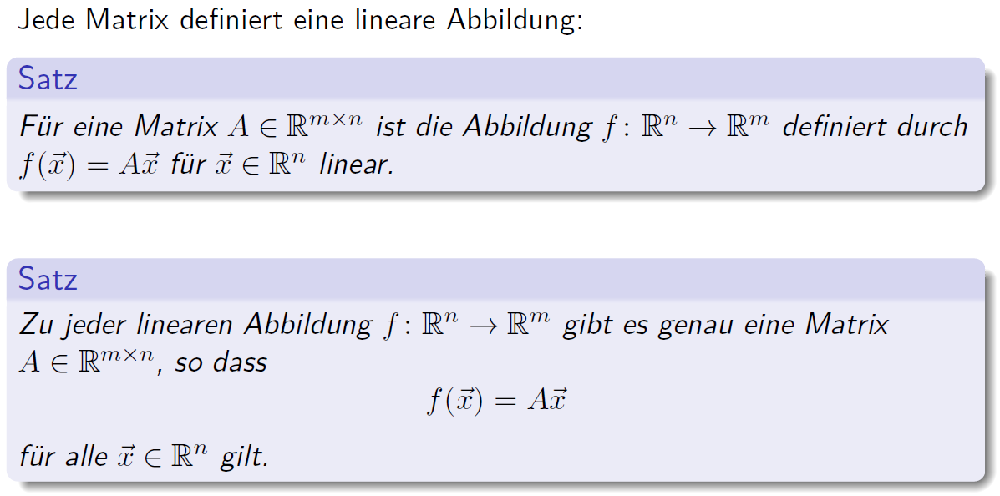 Jede Matrix definiert eine lineare Abbildung:
Satz
Für eine Matrix $A \in \mathbb{R}^{m \times n}$ ist die Abbildung $f \colon \mathbb{R}^n \to \mathbb{R}^m$ definiert durch
$f(\vec{x}) = A\vec{x}$ für $\vec{x} \in \mathbb{R}^n$ linear.
Satz
Zu jeder linearen Abbildung $f \colon \mathbb{R}^n \to \mathbb{R}^m$ gibt es genau eine Matrix
$A \in \mathbb{R}^{m \times n}$, so dass
$f(\vec{x}) = A\vec{x}$
für alle $\vec{x} \in \mathbb{R}^n$ gilt.